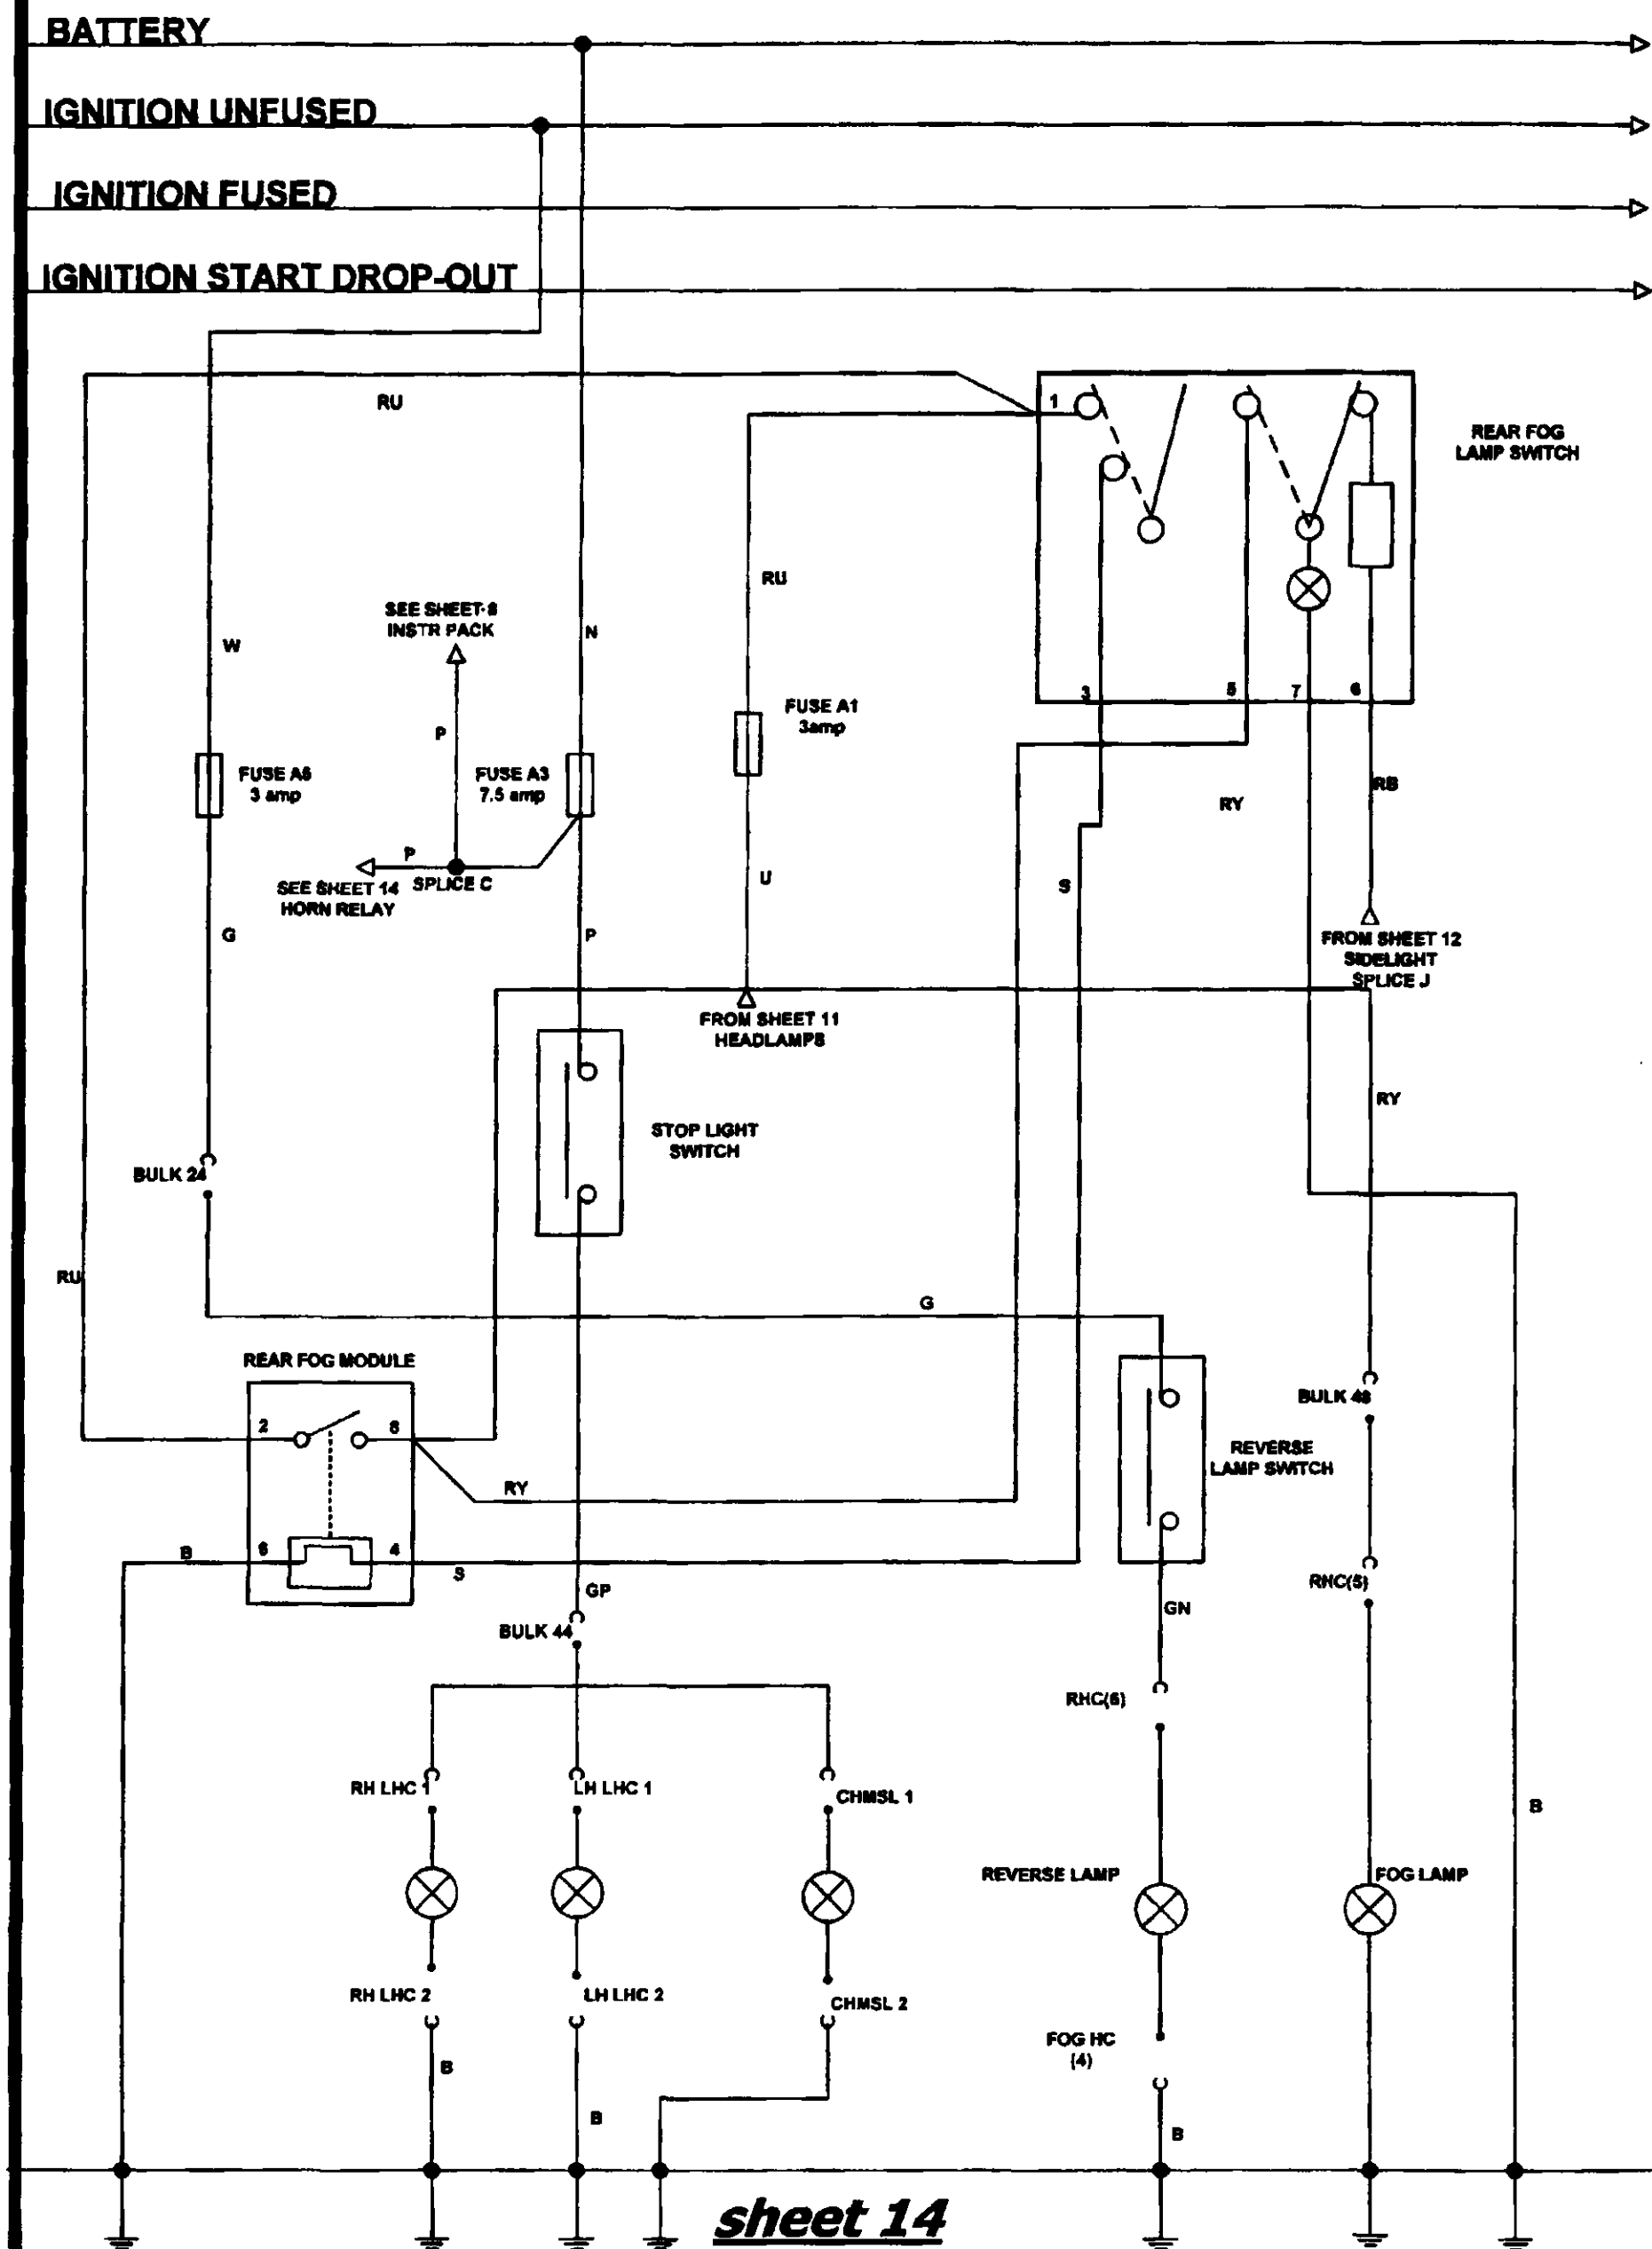 BATTERY
IGNITION UNFUSED
IGNITION FUSED
IGNITION START DROP-OUT
RU
1
REAR FOG
LAMP SWITCH
RU
SEE SHEET 8
INSTR PACK
N
W
3
5
7
6
FUSE A1
3amp
P
FUSE A6
3 amp
FUSE A3
7.5 amp
RB
RY
P
SPLICE C
SEE SHEET 14
HORN RELAY
U
S
G
P
FROM SHEET 12
SIDELIGHT
SPLICE J
FROM SHEET 11
HEADLAMPS
RY
STOP LIGHT
SWITCH
BULK 24
RU
G
REAR FOG MODULE
BULK 48
2
8
REVERSE
LAMP SWITCH
RY
B
6
4
S
GP
RHC(5)
GN
BULK 44
RHC(6)
RH LHC 1
LH LHC 1
CHMSL 1
B
REVERSE LAMP
FOG LAMP
RH LHC 2
LH LHC 2
CHMSL 2
FOG HC
(4)
B
B
B
sheet 14